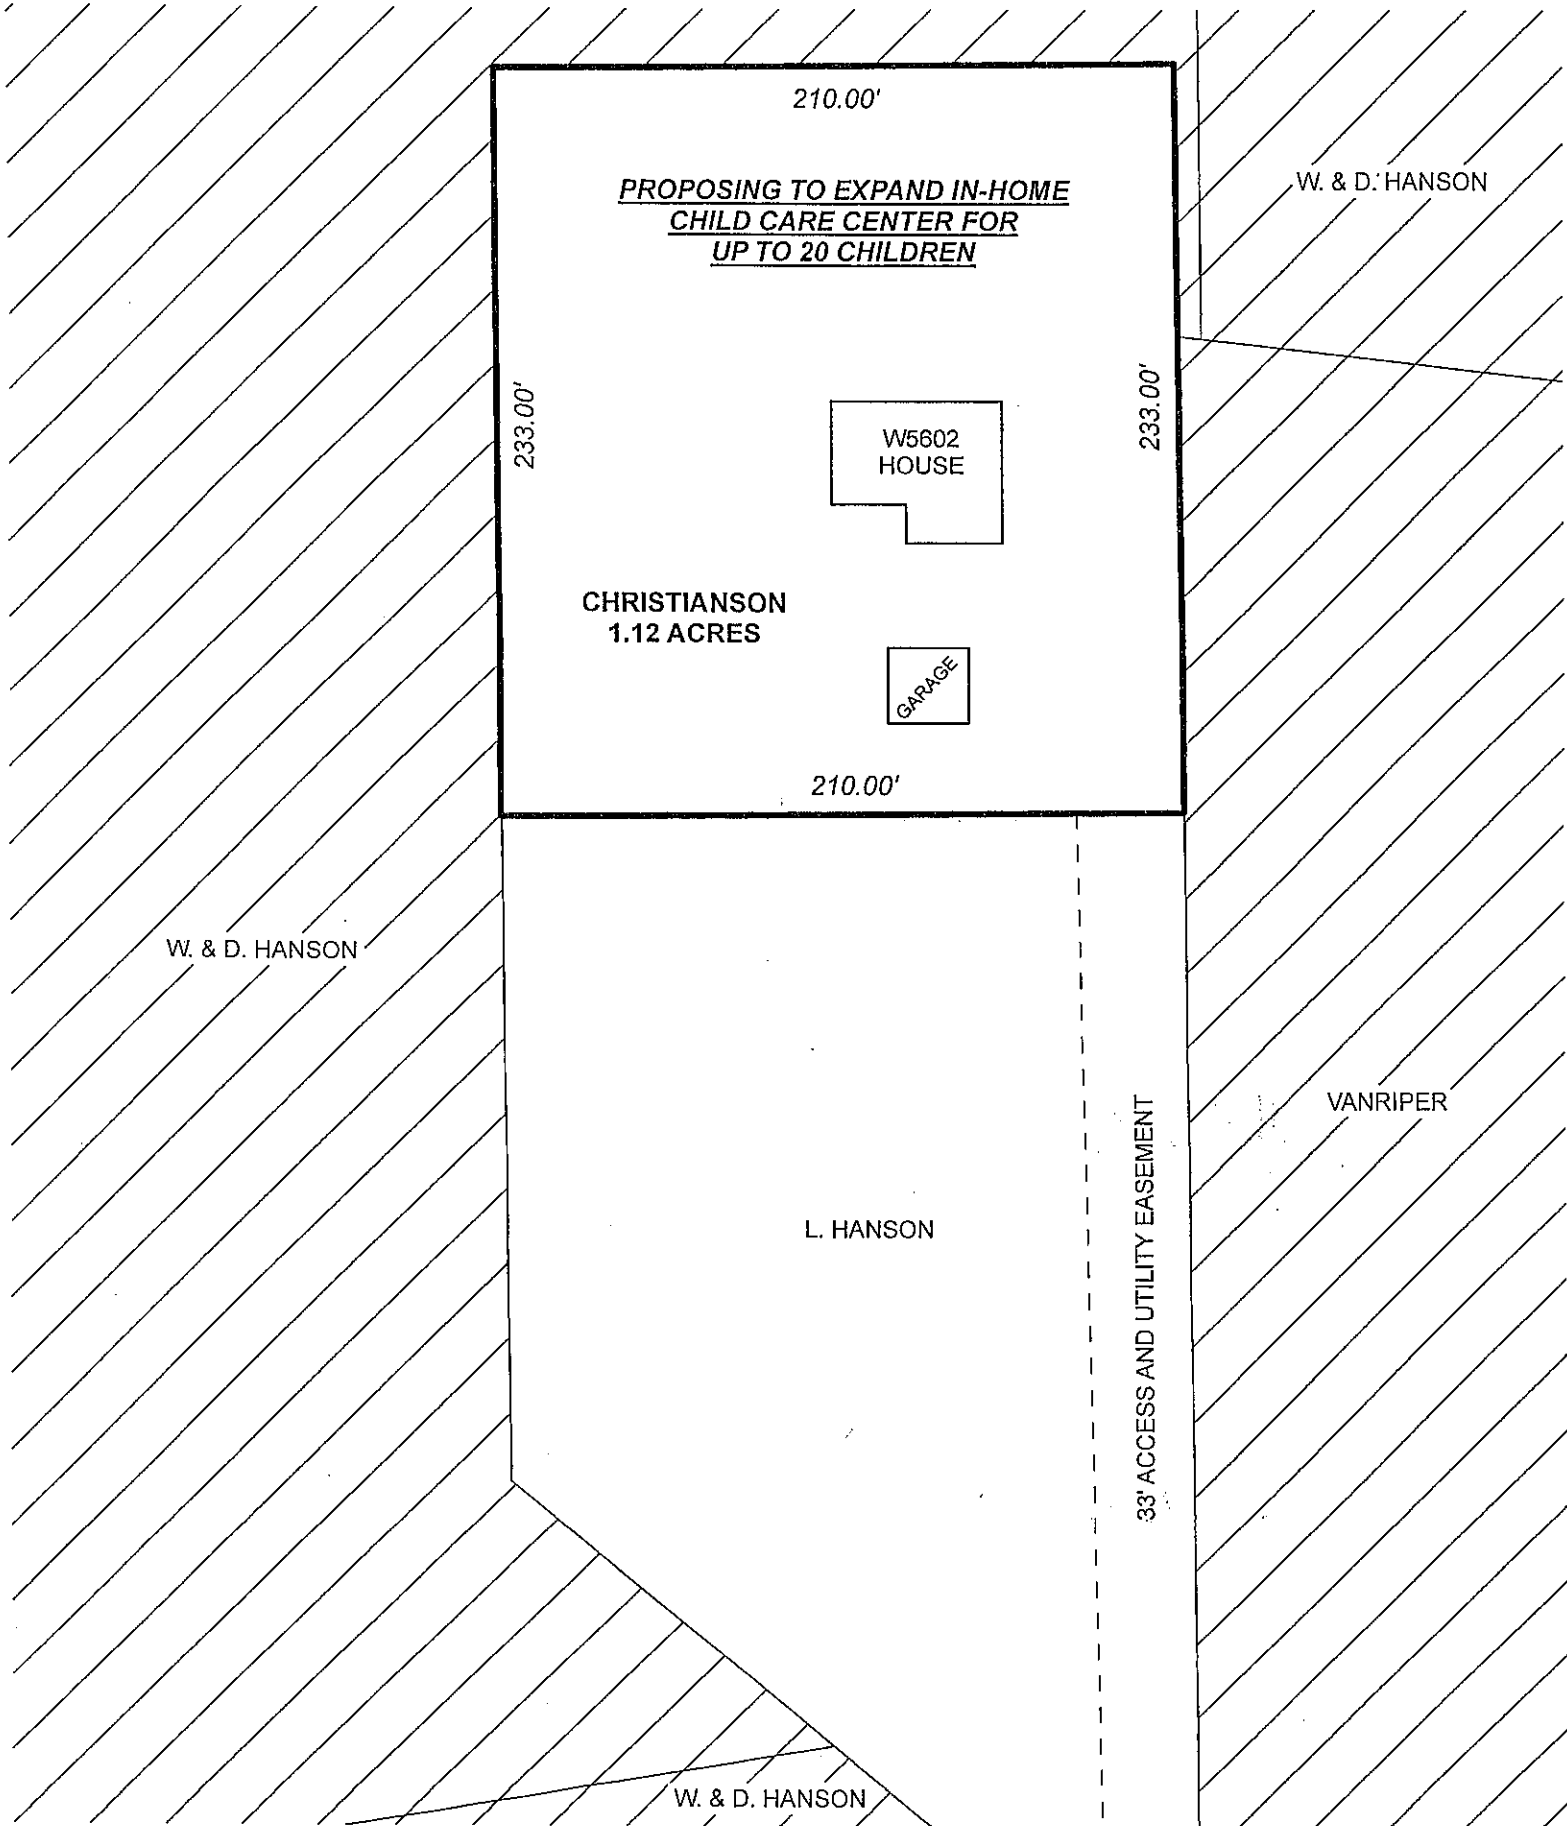 210.00'
PROPOSING TO EXPAND IN-HOME
CHILD CARE CENTER FOR
UP TO 20 CHILDREN
W. & D. HANSON
233.00'
233.00'
W5602
HOUSE
CHRISTIANSON
1.12 ACRES
GARAGE
210.00'
W. & D. HANSON
VANRIPER
L. HANSON
33' ACCESS AND UTILITY EASEMENT
W. & D. HANSON